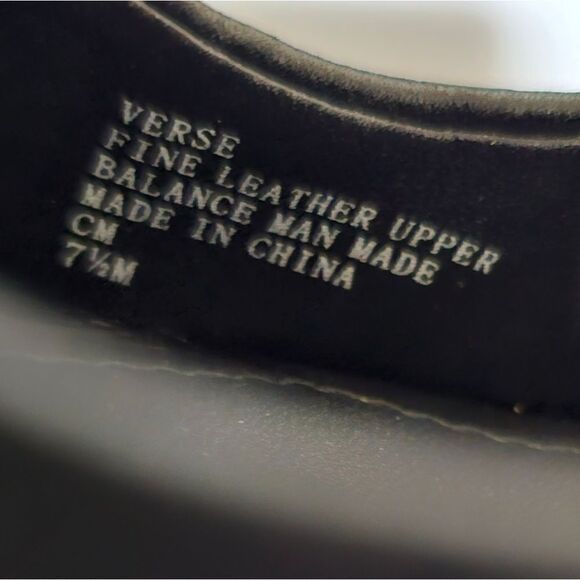 VERSE
FINE LEATHER UPPER
BALANCE MAN MADE
MADE IN CHINA
CM
7½M